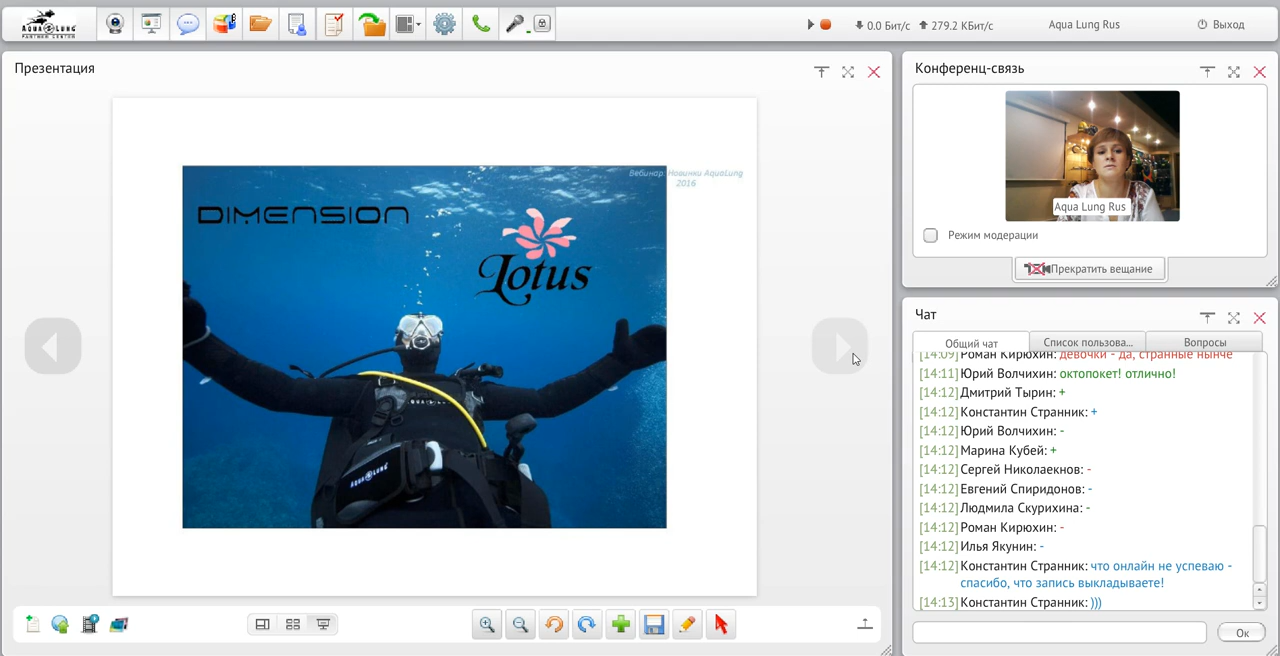 AQUA LUNG
PARTNER CENTER
0.0 Бит/с
279.2 КБит/с
Aqua Lung Rus
Выход
Презентация
Вебинар: Новинки AquaLung
2016
DIMENSION
Lotus
AQUA LUNG
Конференц-связь
Aqua Lung Rus
Режим модерации
Прекратить вещание
Чат
Общий чат
Список пользова...
Вопросы
[14:09] Роман Кирюхин: девочки - да, странные нынче
[14:11] Юрий Волчихин: октопокет! отлично!
[14:12] Дмитрий Тырин: +
[14:12] Константин Странник: +
[14:12] Юрий Волчихин: -
[14:12] Марина Кубей: +
[14:12] Сергей Николаекнов: -
[14:12] Евгений Спиридонов: -
[14:12] Людмила Скурихина: -
[14:12] Роман Кирюхин: -
[14:12] Илья Якунин: -
[14:12] Константин Странник: что онлайн не успеваю -
спасибо, что запись выкладываете!
[14:13] Константин Странник: )))
Ок